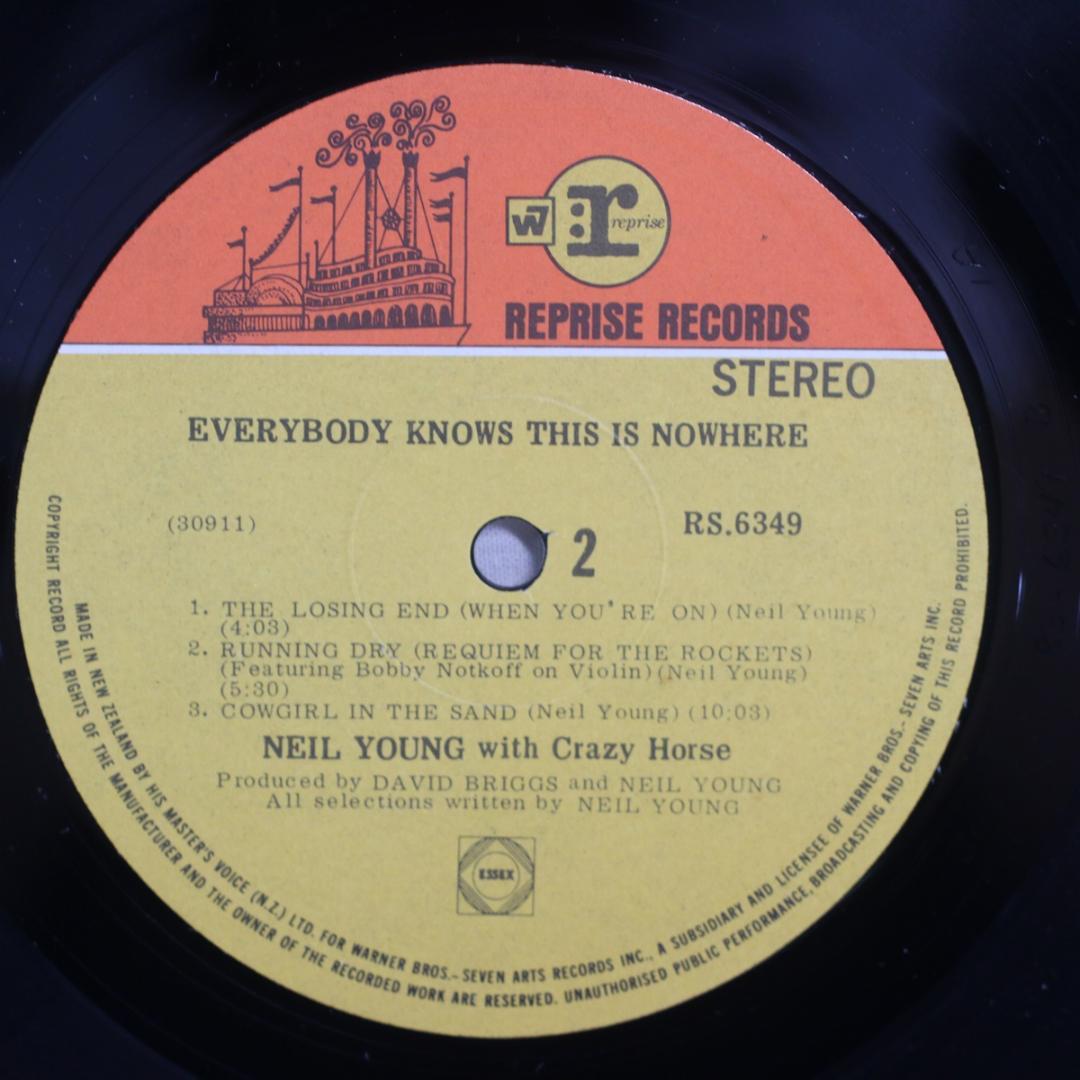 W7
r reprise
REPRISE RECORDS
STEREO
EVERYBODY KNOWS THIS IS NOWHERE
(30911)
2
RS.6349
1. THE LOSING END (WHEN YOU'RE ON) (Neil Young)
(4:03)
2. RUNNING DRY (REQUIEM FOR THE ROCKETS)
(Featuring Bobby Notkoff on Violin)(Neil Young)
(5:30)
3. COWGIRL IN THE SAND (Neil Young) (10:03)
NEIL YOUNG with Crazy Horse
Produced by DAVID BRIGGS and NEIL YOUNG
All selections written by NEIL YOUNG
ESSEX
MADE IN NEW ZEALAND BY HIS MASTER'S VOICE (N.Z.) LTD. FOR WARNER BROS.-SEVEN ARTS RECORDS INC., A SUBSIDIARY AND LICENSEE OF WARNER BROS.-SEVEN ARTS INC.
COPYRIGHT RECORD ALL RIGHTS OF THE MANUFACTURER AND THE OWNER OF THE RECORDED WORK ARE RESERVED. UNAUTHORISED PUBLIC PERFORMANCE, BROADCASTING AND COPYING OF THIS RECORD PROHIBITED.